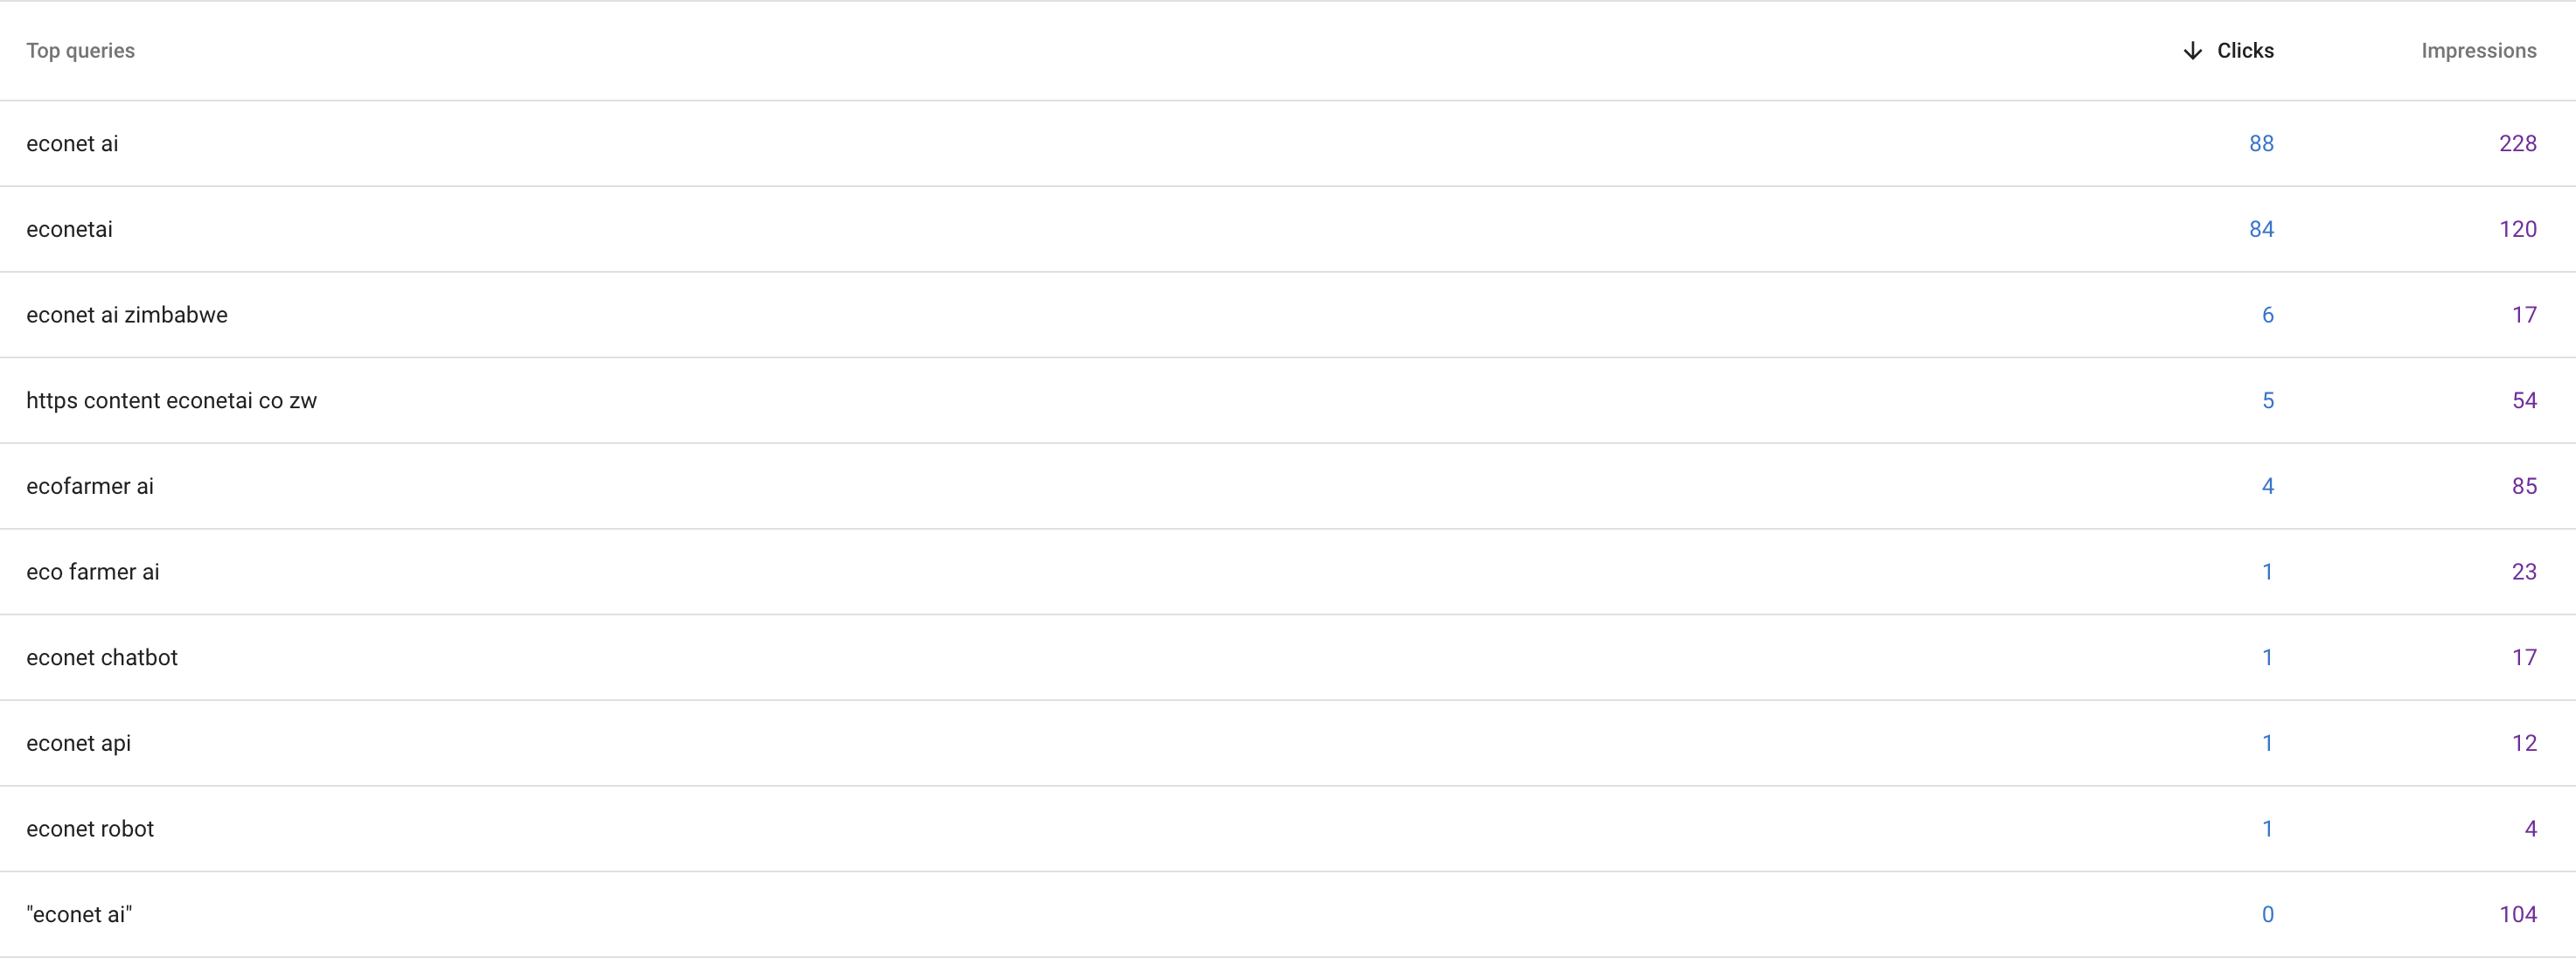 Top queries Clicks Impressions
econet ai 88 228
econetai 84 120
econet ai zimbabwe 6 17
https content econetai co zw 5 54
ecofarmer ai 4 85
eco farmer ai 1 23
econet chatbot 1 17
econet api 1 12
econet robot 1 4
"econet ai" 0 104